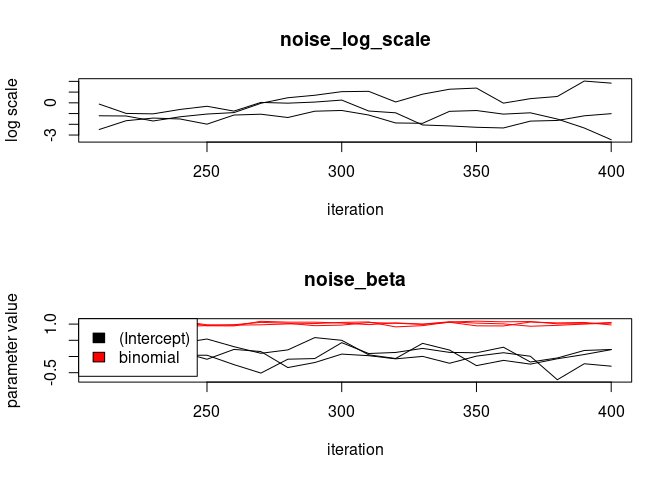 noise_log_scale
log scale
0
-3
250
300
350
400
iteration
noise_beta
parameter value
1.0
-0.5
(Intercept)
binomial
250
300
350
400
iteration